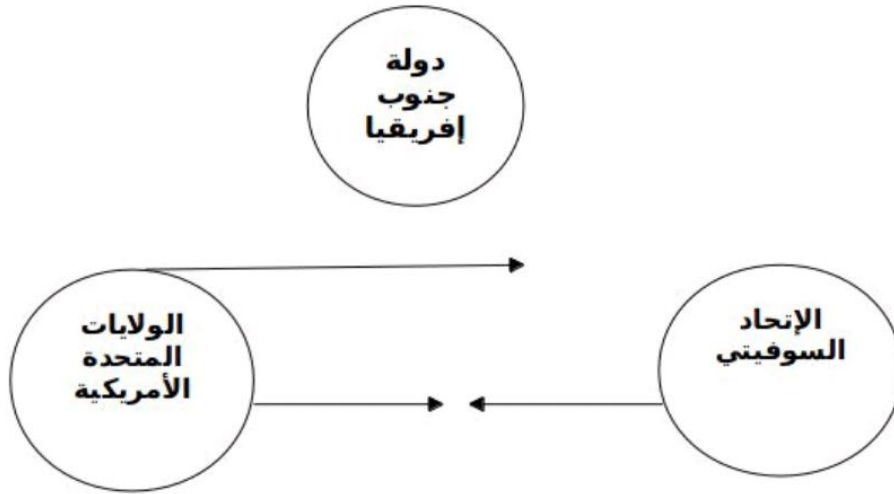 دولة
جنوب
إفريقيا
الولايات
المتحدة
الأمريكية
الإتحاد
السوفيتي